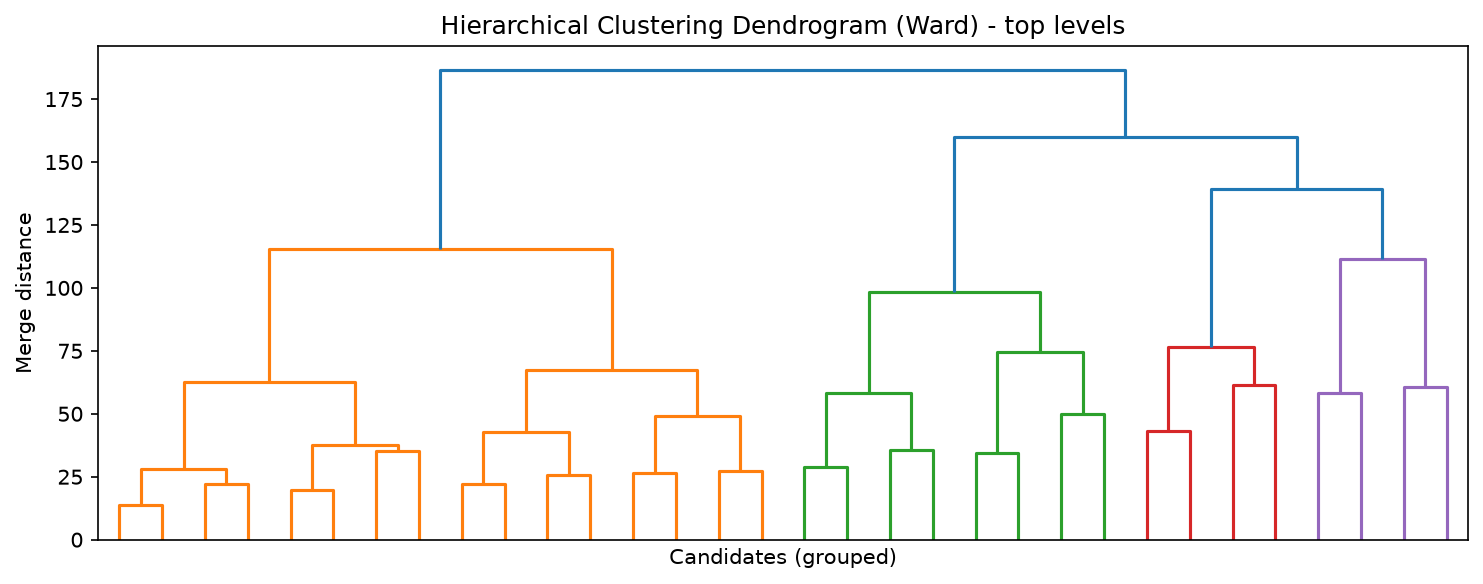 Hierarchical Clustering Dendrogram (Ward) - top levels
Merge distance
175
150
125
100
75
50
25
0
Candidates (grouped)